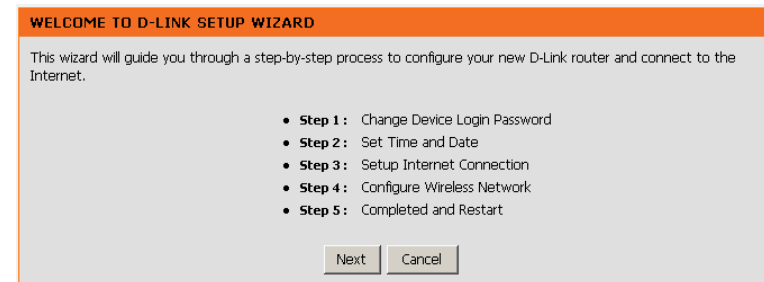 WELCOME TO D-LINK SETUP WIZARD
This wizard will guide you through a step-by-step process to configure your new D-Link router and connect to the
Internet.
• Step 1 : Change Device Login Password
• Step 2 : Set Time and Date
• Step 3 : Setup Internet Connection
• Step 4 : Configure Wireless Network
• Step 5 : Completed and Restart
Next Cancel